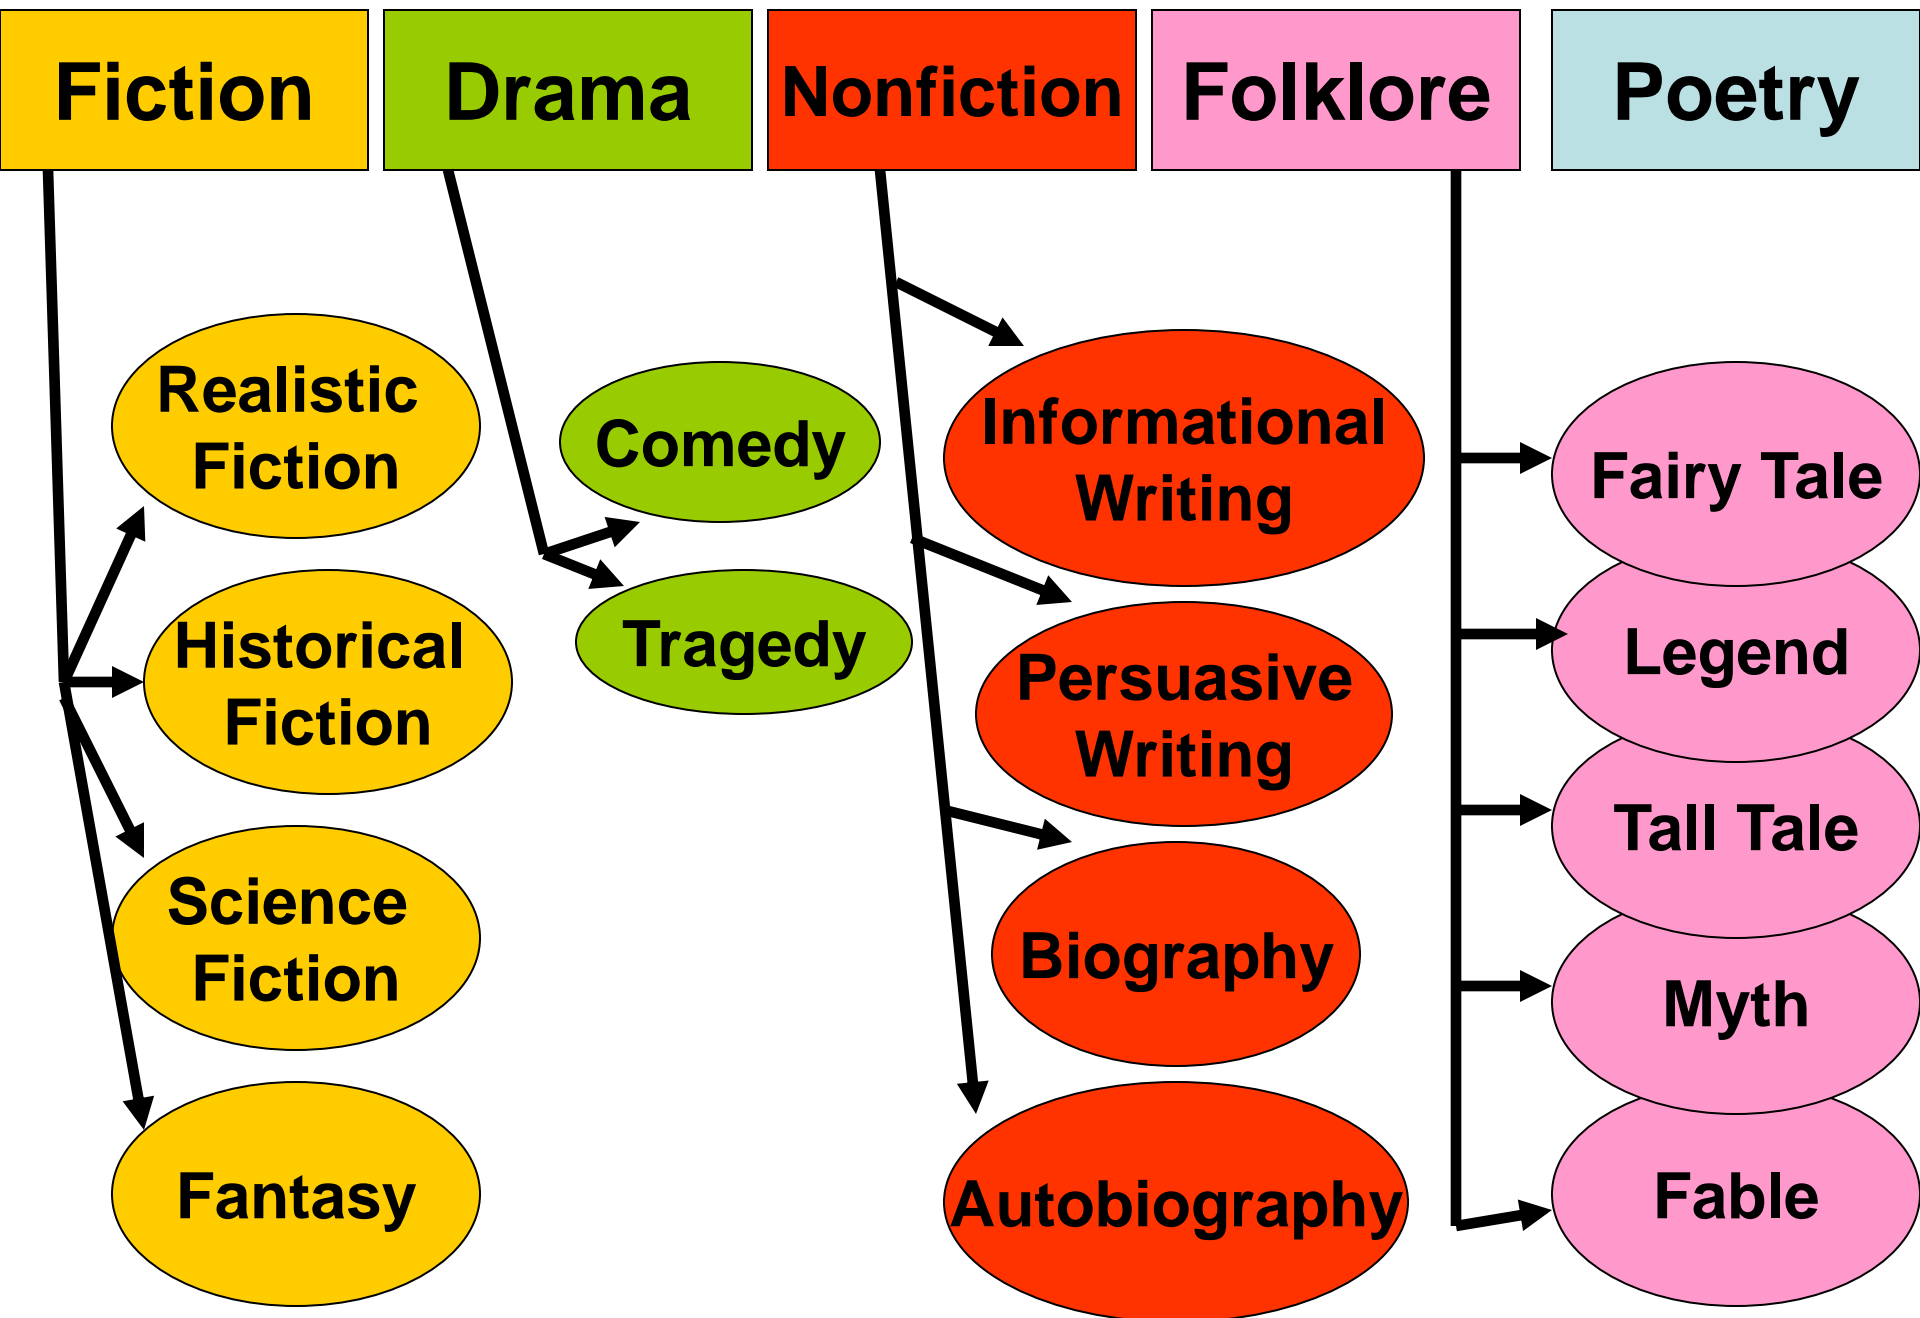 Fiction
Drama
Nonfiction
Folklore
Poetry
Realistic
Fiction
Historical
Fiction
Science
Fiction
Fantasy
Comedy
Tragedy
Informational
Writing
Persuasive
Writing
Biography
Autobiography
Fairy Tale
Legend
Tall Tale
Myth
Fable